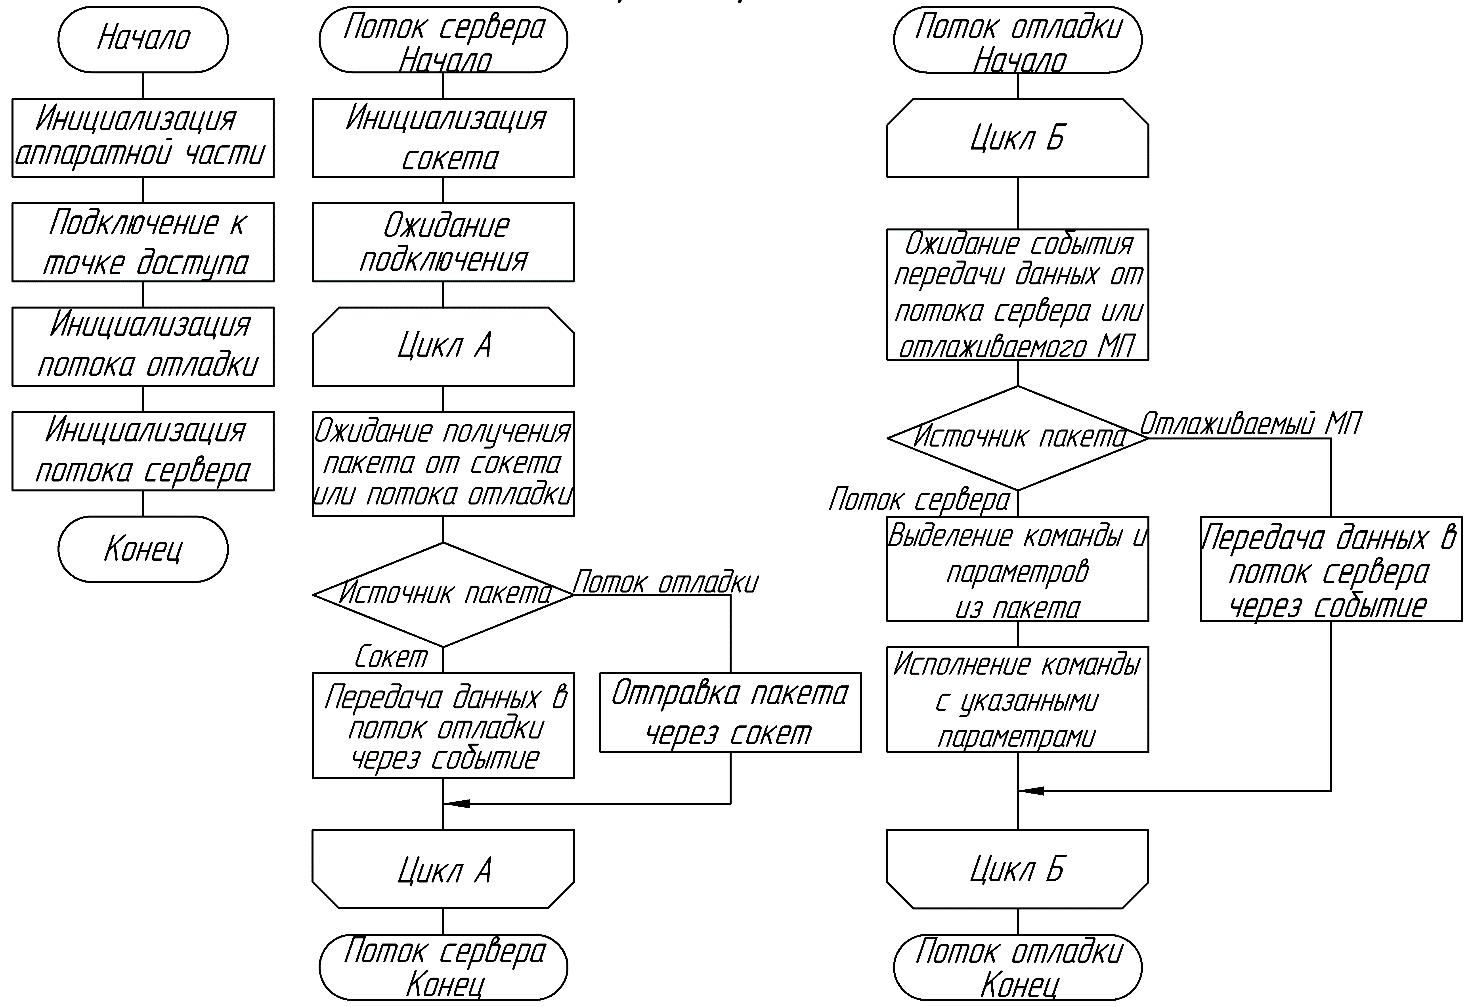 Начало
Инициализация
аппаратной части
Подключение к
точке доступа
Инициализация
потока отладки
Инициализация
потока сервера
Конец
Поток сервера
Начало
Инициализация
сокета
Ожидание
подключения
Цикл А
Ожидание получения
пакета от сокета
или потока отладки
Источник пакета
Поток отладки
Сокет
Передача данных в
поток отладки
через событие
Отправка пакета
через сокет
Цикл А
Поток сервера
Конец
Поток отладки
Начало
Цикл Б
Ожидание события
передачи данных от
потока сервера или
отлаживаемого МП
Источник пакета
Отлаживаемый МП
Поток сервера
Выделение команды и
параметров
из пакета
Передача данных в
поток сервера
через событие
Исполнение команды
с указанными
параметрами
Цикл Б
Поток отладки
Конец